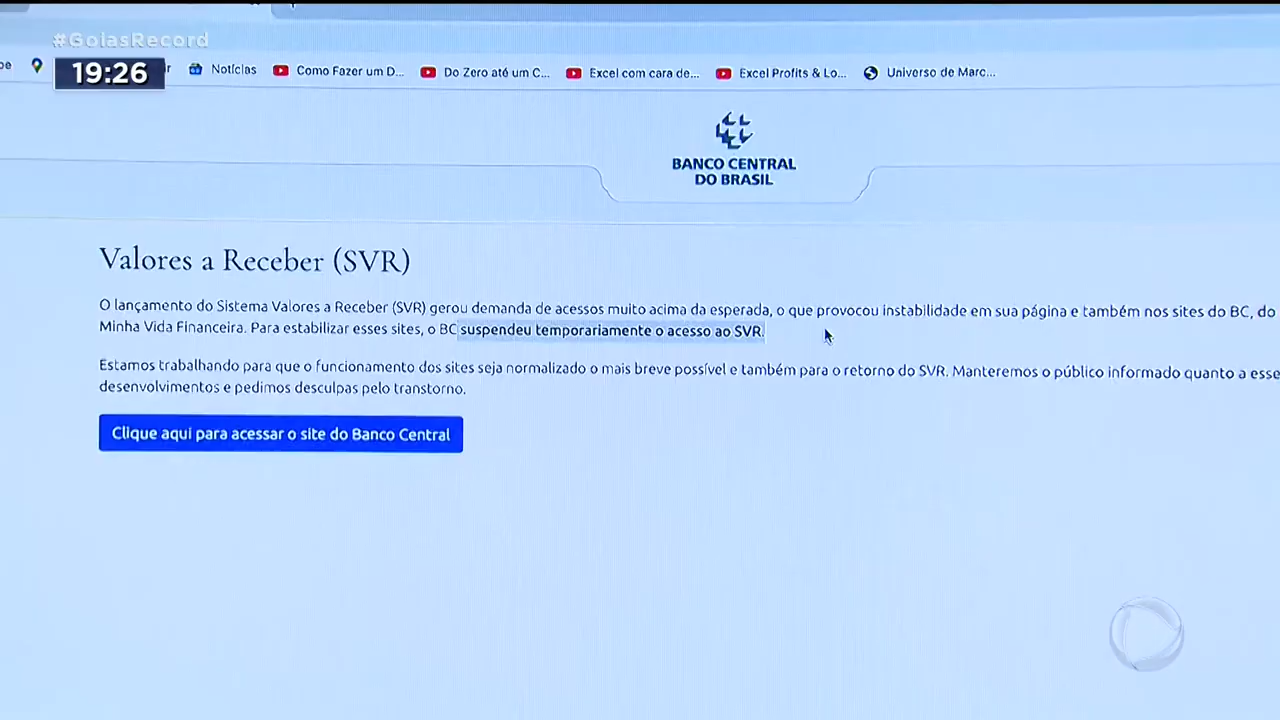 #GoiasRecord
19:26
Notícias
Como Fazer um D...
Do Zero até um C...
Excel com cara de...
Excel Profits & Lo...
Universo de Marc...
BANCO CENTRAL
DO BRASIL
Valores a Receber (SVR)
O lançamento do Sistema Valores a Receber (SVR) gerou demanda de acessos muito acima da esperada, o que provocou instabilidade em sua página e também nos sites do BC, do
Minha Vida Financeira. Para estabilizar esses sites, o BC suspendeu temporariamente o acesso ao SVR.
Estamos trabalhando para que o funcionamento dos sites seja normalizado o mais breve possível e também para o retorno do SVR. Manteremos o público informado quanto a esse
desenvolvimentos e pedimos desculpas pelo transtorno.
Clique aqui para acessar o site do Banco Central